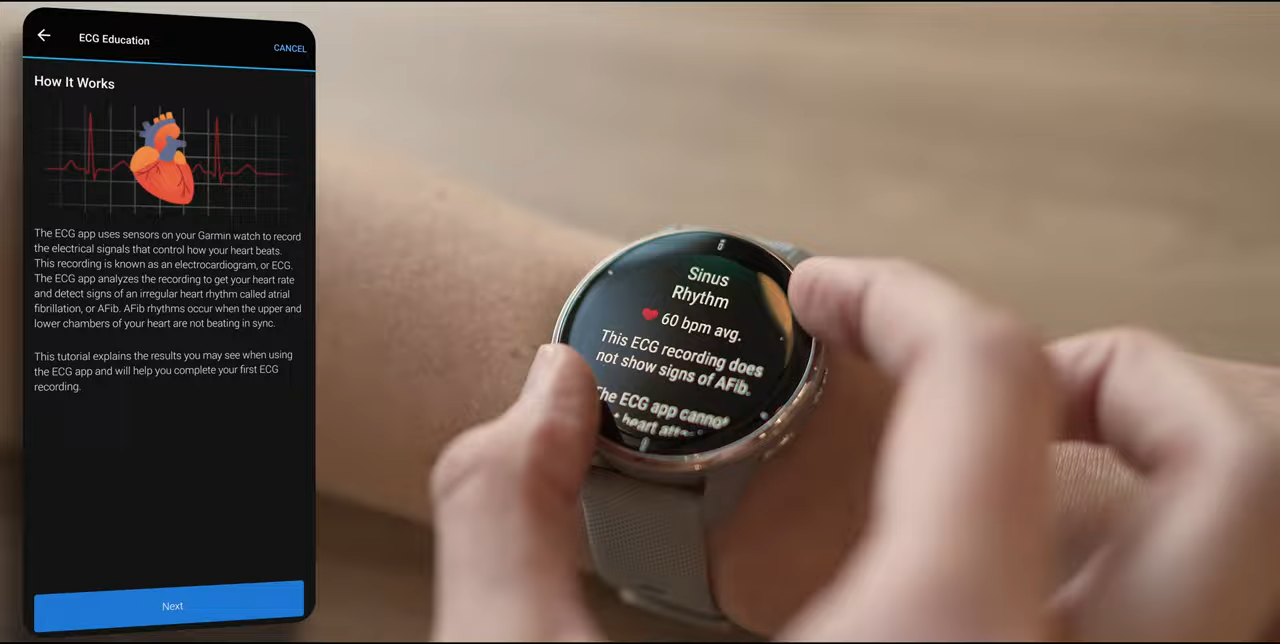 ECG Education
CANCEL
How It Works
The ECG app uses sensors on your Garmin watch to record
the electrical signals that control how your heart beats.
This recording is known as an electrocardiogram, or ECG.
The ECG app analyzes the recording to get your heart rate
and detect signs of an irregular heart rhythm called atrial
fibrillation, or AFib. AFib rhythms occur when the upper and
lower chambers of your heart are not beating in sync.
This tutorial explains the results you may see when using
the ECG app and will help you complete your first ECG
recording.
Next
Sinus
Rhythm
60 bpm avg.
This ECG recording does
not show signs of AFib.
The ECG app cannot
heart